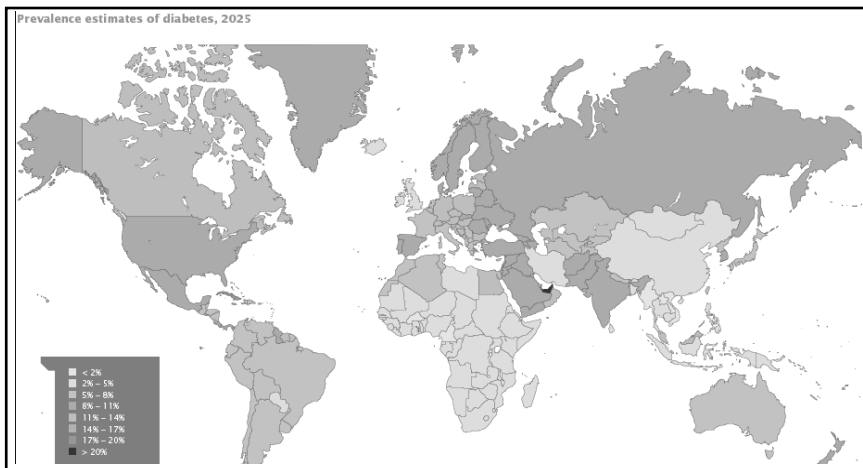 Prevalence estimates of diabetes, 2025
< 2%
2% – 5%
5% – 8%
8% – 11%
11% – 14%
14% – 17%
17% – 20%
> 20%